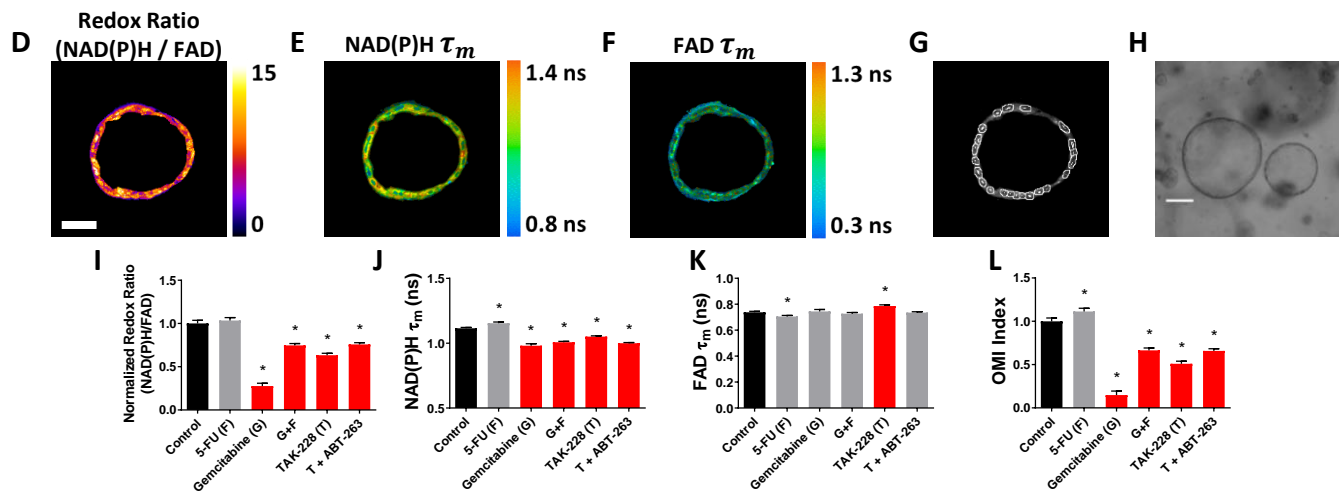 D
Redox Ratio
(NAD(P)H / FAD)
15
0
E
NAD(P)H τm
1.4 ns
0.8 ns
F
FAD τm
1.3 ns
0.3 ns
G
H
I
Normalized Redox Ratio
(NAD(P)H/FAD)
1.5
1.0
0.5
0.0
*
*
*
*
Control
5-FU (F)
Gemcitabine (G)
G+F
TAK-228 (T)
T + ABT-263
J
NAD(P)H τm (ns)
1.5
1.0
0.5
*
*
*
*
*
Control
5-FU (F)
Gemcitabine (G)
G+F
TAK-228 (T)
T + ABT-263
K
FAD τm (ns)
1.0
0.8
0.6
0.4
0.2
0.0
*
*
Control
5-FU (F)
Gemcitabine (G)
G+F
TAK-228 (T)
T + ABT-263
L
OMI Index
1.5
1.0
0.5
0.0
*
*
*
*
*
Control
5-FU (F)
Gemcitabine (G)
G+F
TAK-228 (T)
T + ABT-263